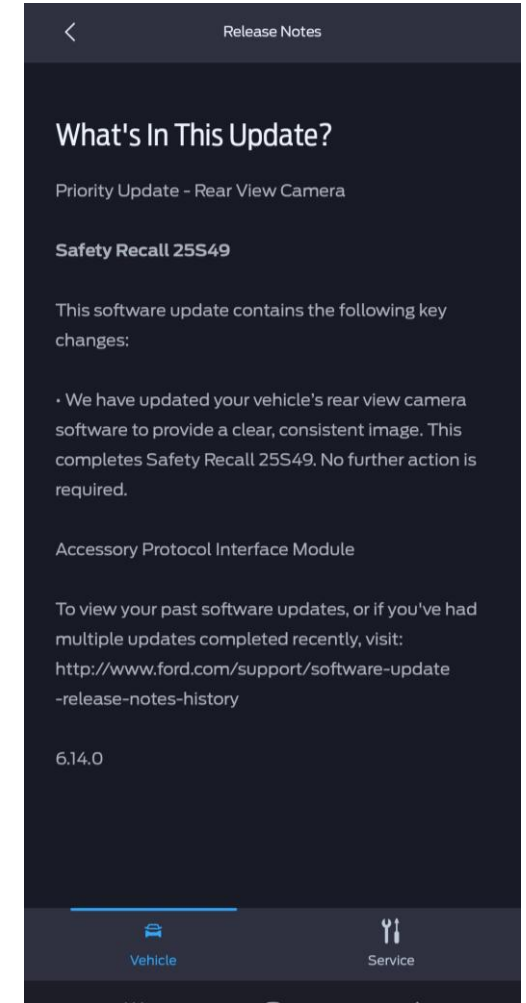 Release Notes
What's In This Update?
Priority Update - Rear View Camera
Safety Recall 25S49
This software update contains the following key
changes:
• We have updated your vehicle's rear view camera
software to provide a clear, consistent image. This
completes Safety Recall 25S49. No further action is
required.
Accessory Protocol Interface Module
To view your past software updates, or if you've had
multiple updates completed recently, visit:
http://www.ford.com/support/software-update
-release-notes-history
6.14.0
Vehicle
Service